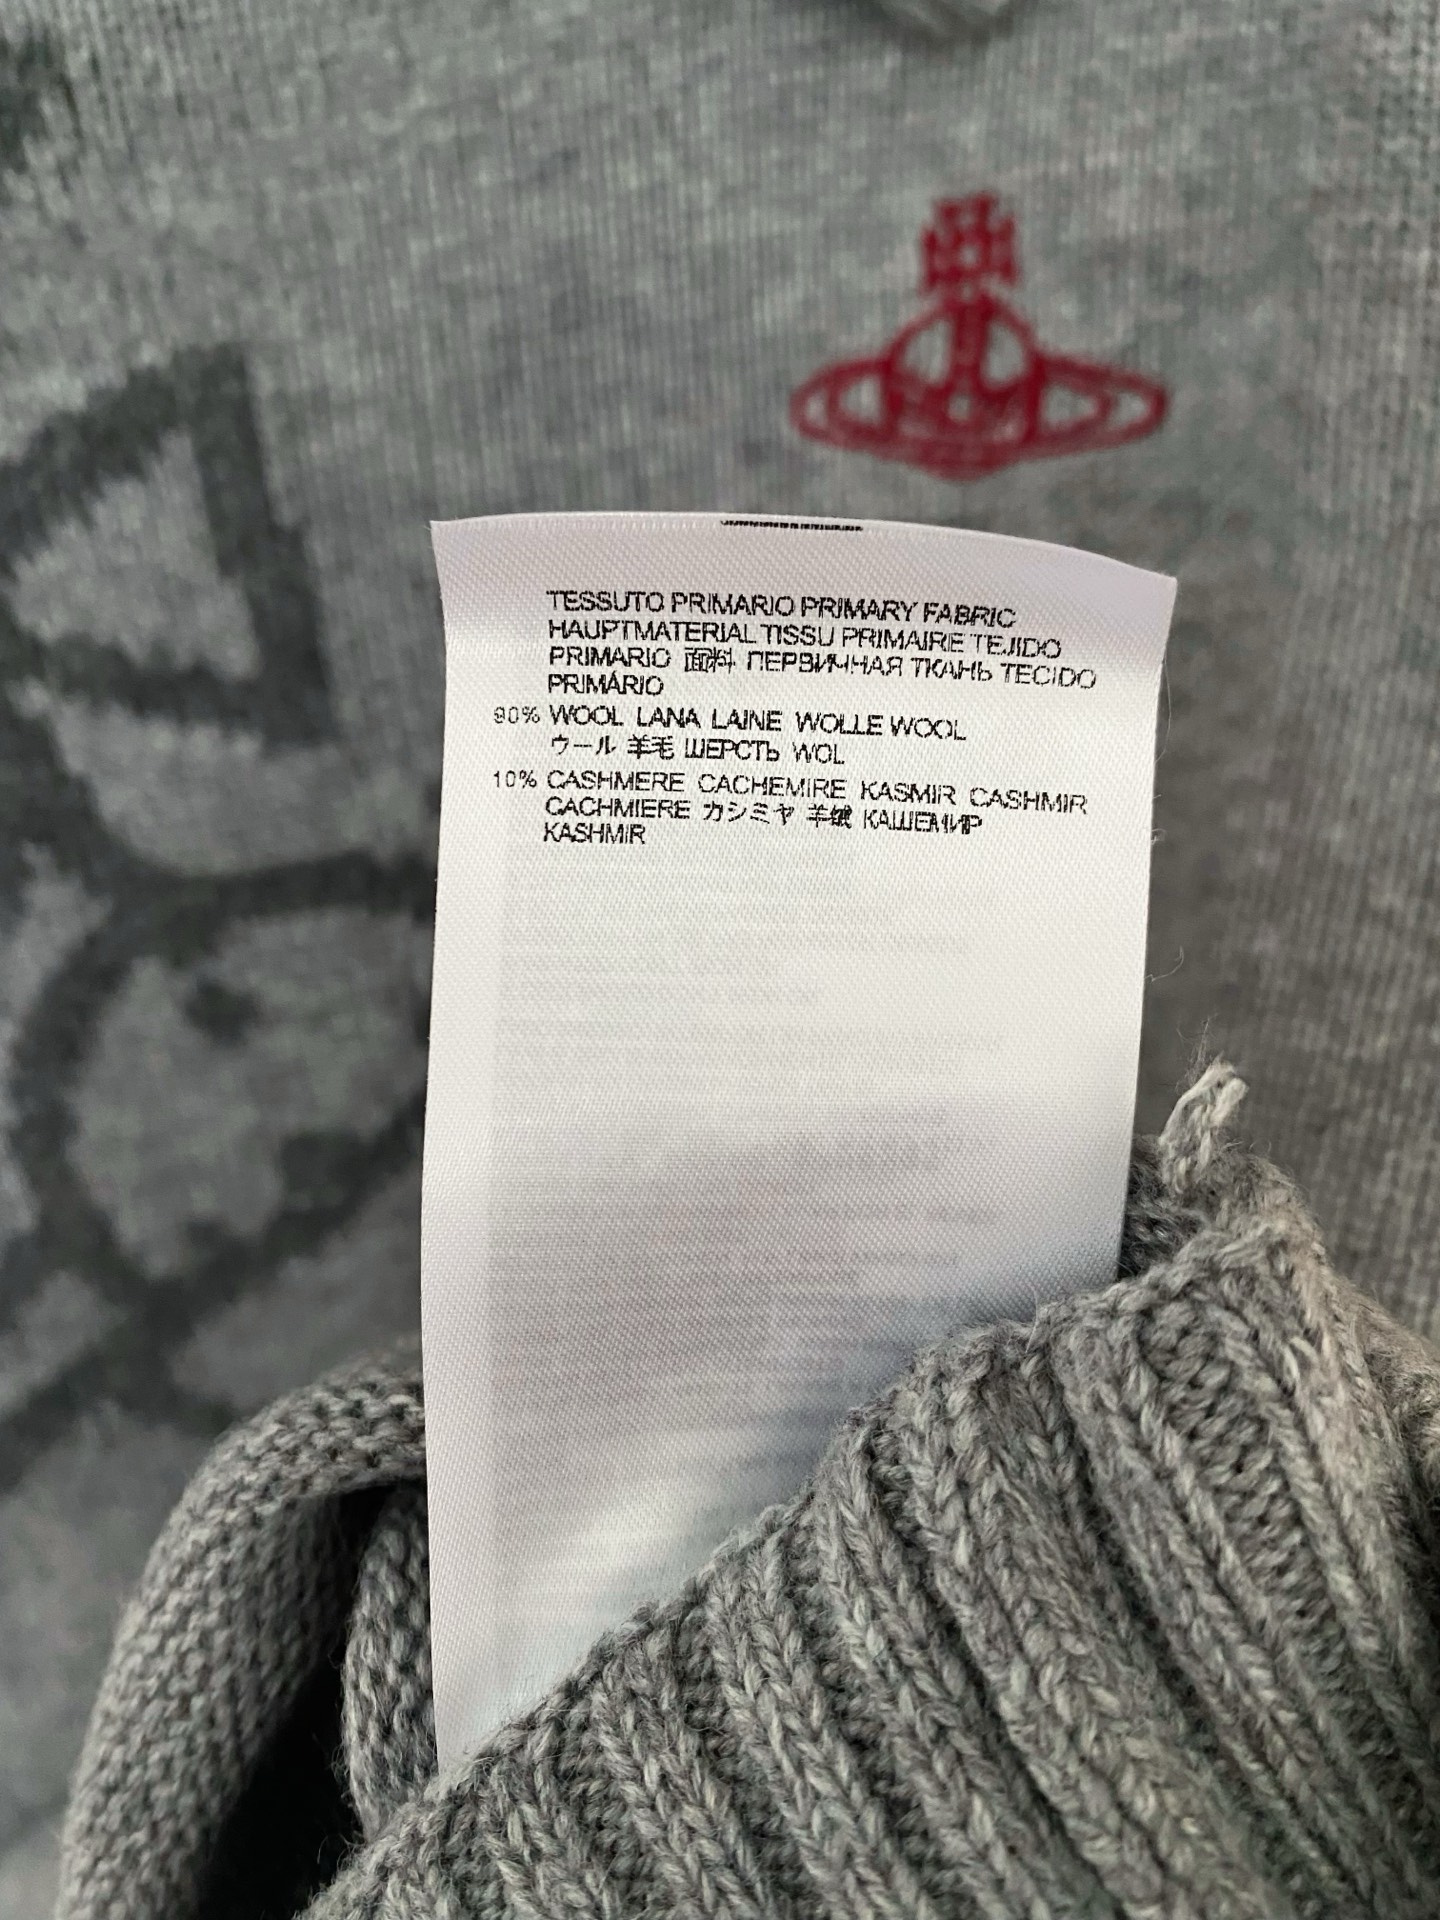 TESSUTO PRIMARIO PRIMARY FABRIC
HAUPTMATERIAL TISSU PRIMAIRE TEJIDO
PRIMARIO 面料 ПЕРВИЧНАЯ ТКАНЬ TECIDO
PRIMÁRIO
90% WOOL LANA LAINE WOLLE WOOL
ウール 羊毛 ШЕРСТЬ WOL
10% CASHMERE CACHEMIRE KASMIR CASHMIR
CACHMIERE カシミヤ 羊绒 КАШЕМИР
KASHMIR